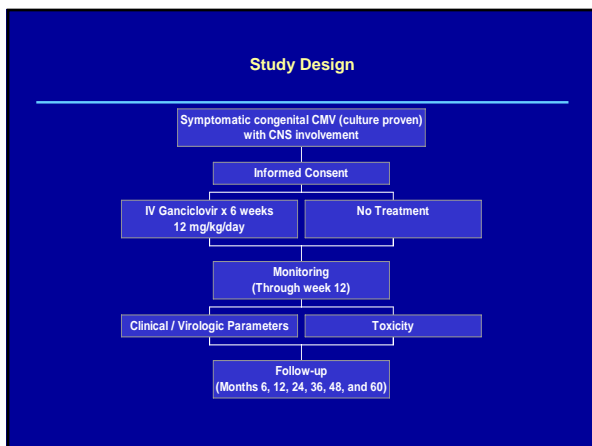 Study Design
Symptomatic congenital CMV (culture proven)
with CNS involvement
Informed Consent
IV Ganciclovir x 6 weeks
12 mg/kg/day
No Treatment
Monitoring
(Through week 12)
Clinical / Virologic Parameters
Toxicity
Follow-up
(Months 6, 12, 24, 36, 48, and 60)